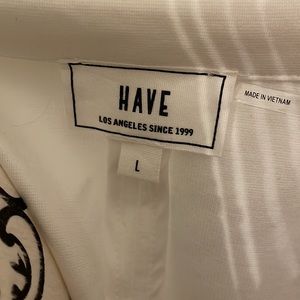 HAVE
LOS ANGELES SINCE 1999
MADE IN VIETNAM
L